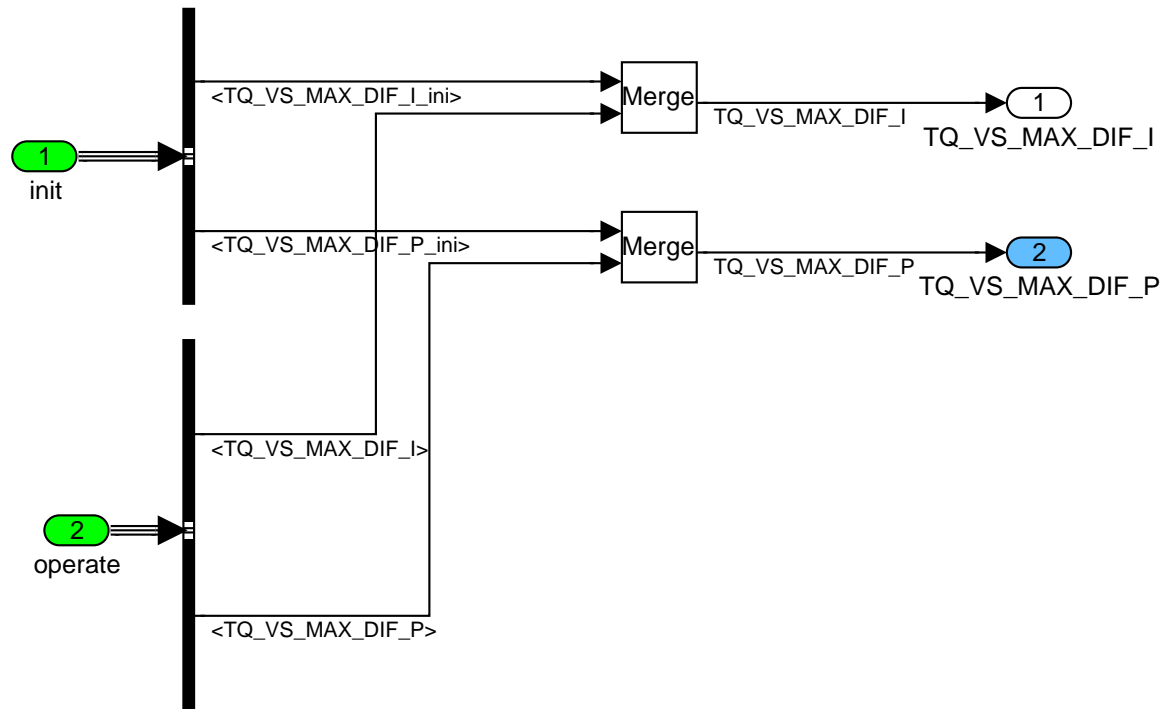 <TQ_VS_MAX_DIF_I_ini>
Merge
TQ_VS_MAX_DIF_I
1
TQ_VS_MAX_DIF_I
1
init
<TQ_VS_MAX_DIF_P_ini>
Merge
TQ_VS_MAX_DIF_P
2
TQ_VS_MAX_DIF_P
<TQ_VS_MAX_DIF_I>
2
operate
<TQ_VS_MAX_DIF_P>